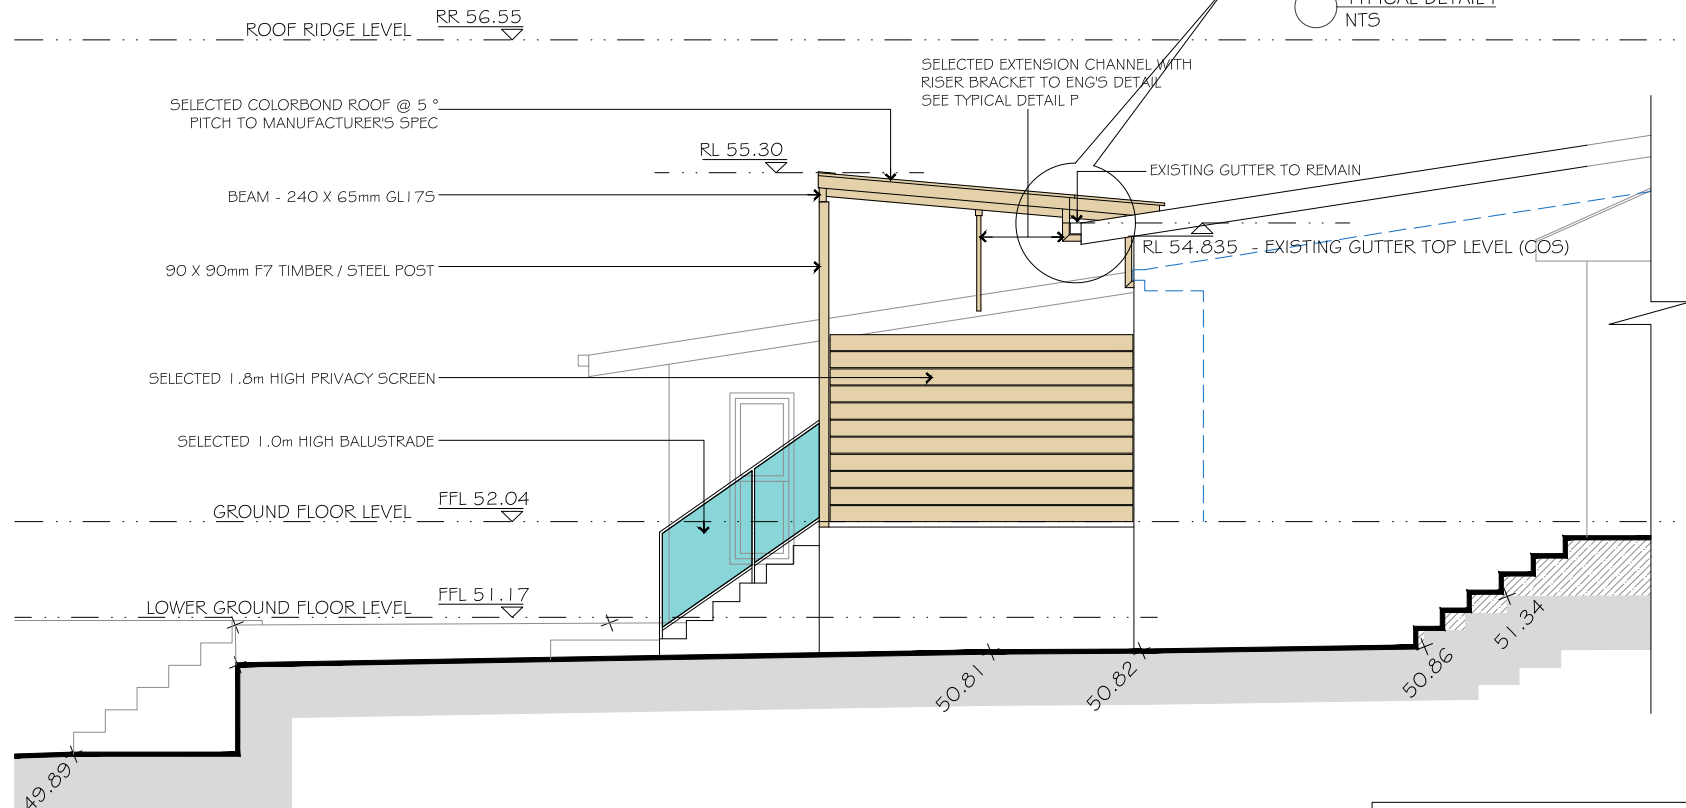 TYPICAL DETAIL P
NTS
RR 56.55
ROOF RIDGE LEVEL
SELECTED EXTENSION CHANNEL WITH
RISER BRACKET TO ENG'S DETAIL
SEE TYPICAL DETAIL P
SELECTED COLORBOND ROOF @ 5 °
PITCH TO MANUFACTURER'S SPEC
RL 55.30
EXISTING GUTTER TO REMAIN
BEAM - 240 X 65mm GL17S
RL 54.835 - EXISTING GUTTER TOP LEVEL (COS)
90 X 90mm F7 TIMBER / STEEL POST
SELECTED 1.8m HIGH PRIVACY SCREEN
SELECTED 1.0m HIGH BALUSTRADE
FFL 52.04
GROUND FLOOR LEVEL
FFL 51.17
LOWER GROUND FLOOR LEVEL
51.34
50.86
50.81
50.82
49.89